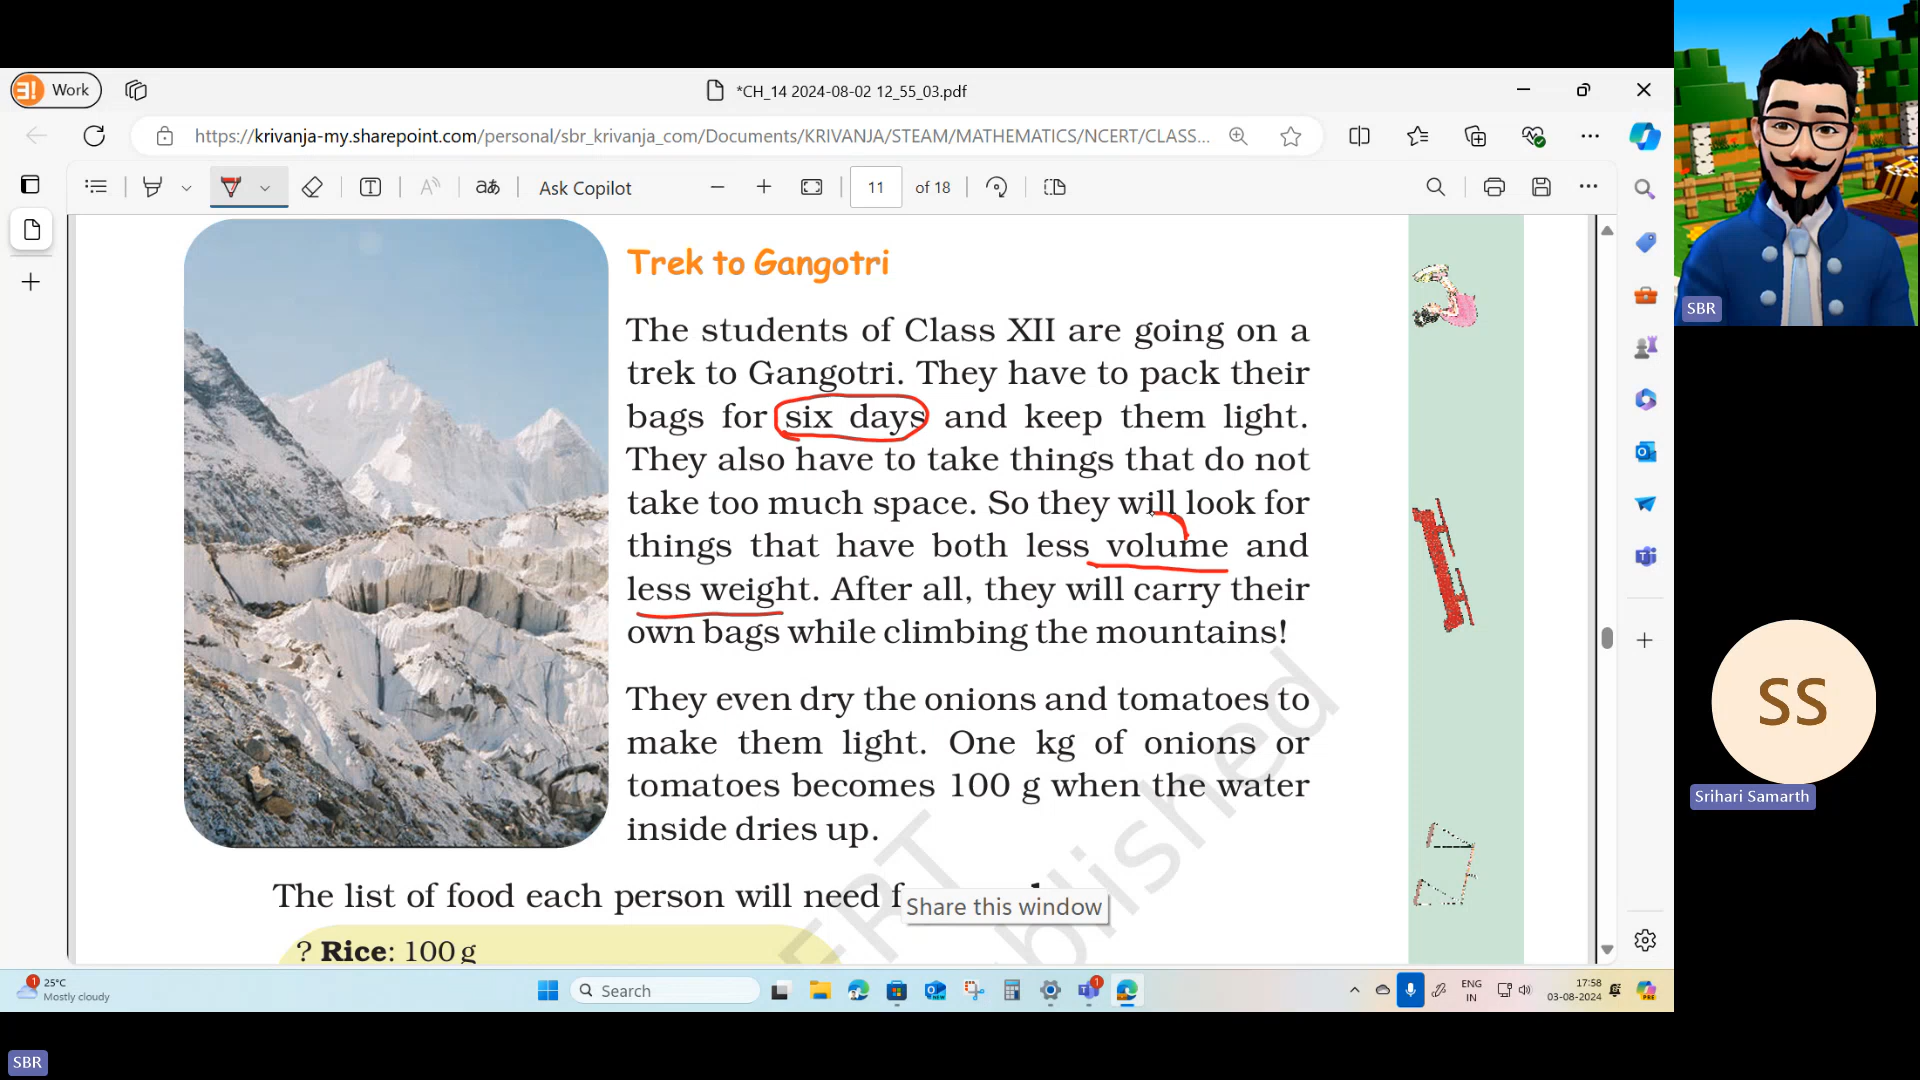 Work
*CH_14 2024-08-02 12_55_03.pdf
https://krivanja-my.sharepoint.com/personal/sbr_krivanja_com/Documents/KRIVANJA/STEAM/MATHEMATICS/NCERT/CLASS...
Ask Copilot
11 of 18
Trek to Gangotri
The students of Class XII are going on a
trek to Gangotri. They have to pack their
bags for six days and keep them light.
They also have to take things that do not
take too much space. So they will look for
things that have both less volume and
less weight. After all, they will carry their
own bags while climbing the mountains!
They even dry the onions and tomatoes to
make them light. One kg of onions or
tomatoes becomes 100 g when the water
inside dries up.
The list of food each person will need
Share this window
? Rice: 100 g
SBR
SS
Srihari Samarth
1
25°C
Mostly cloudy
Search
1
ENG
IN
17:58
03-08-2024
SBR